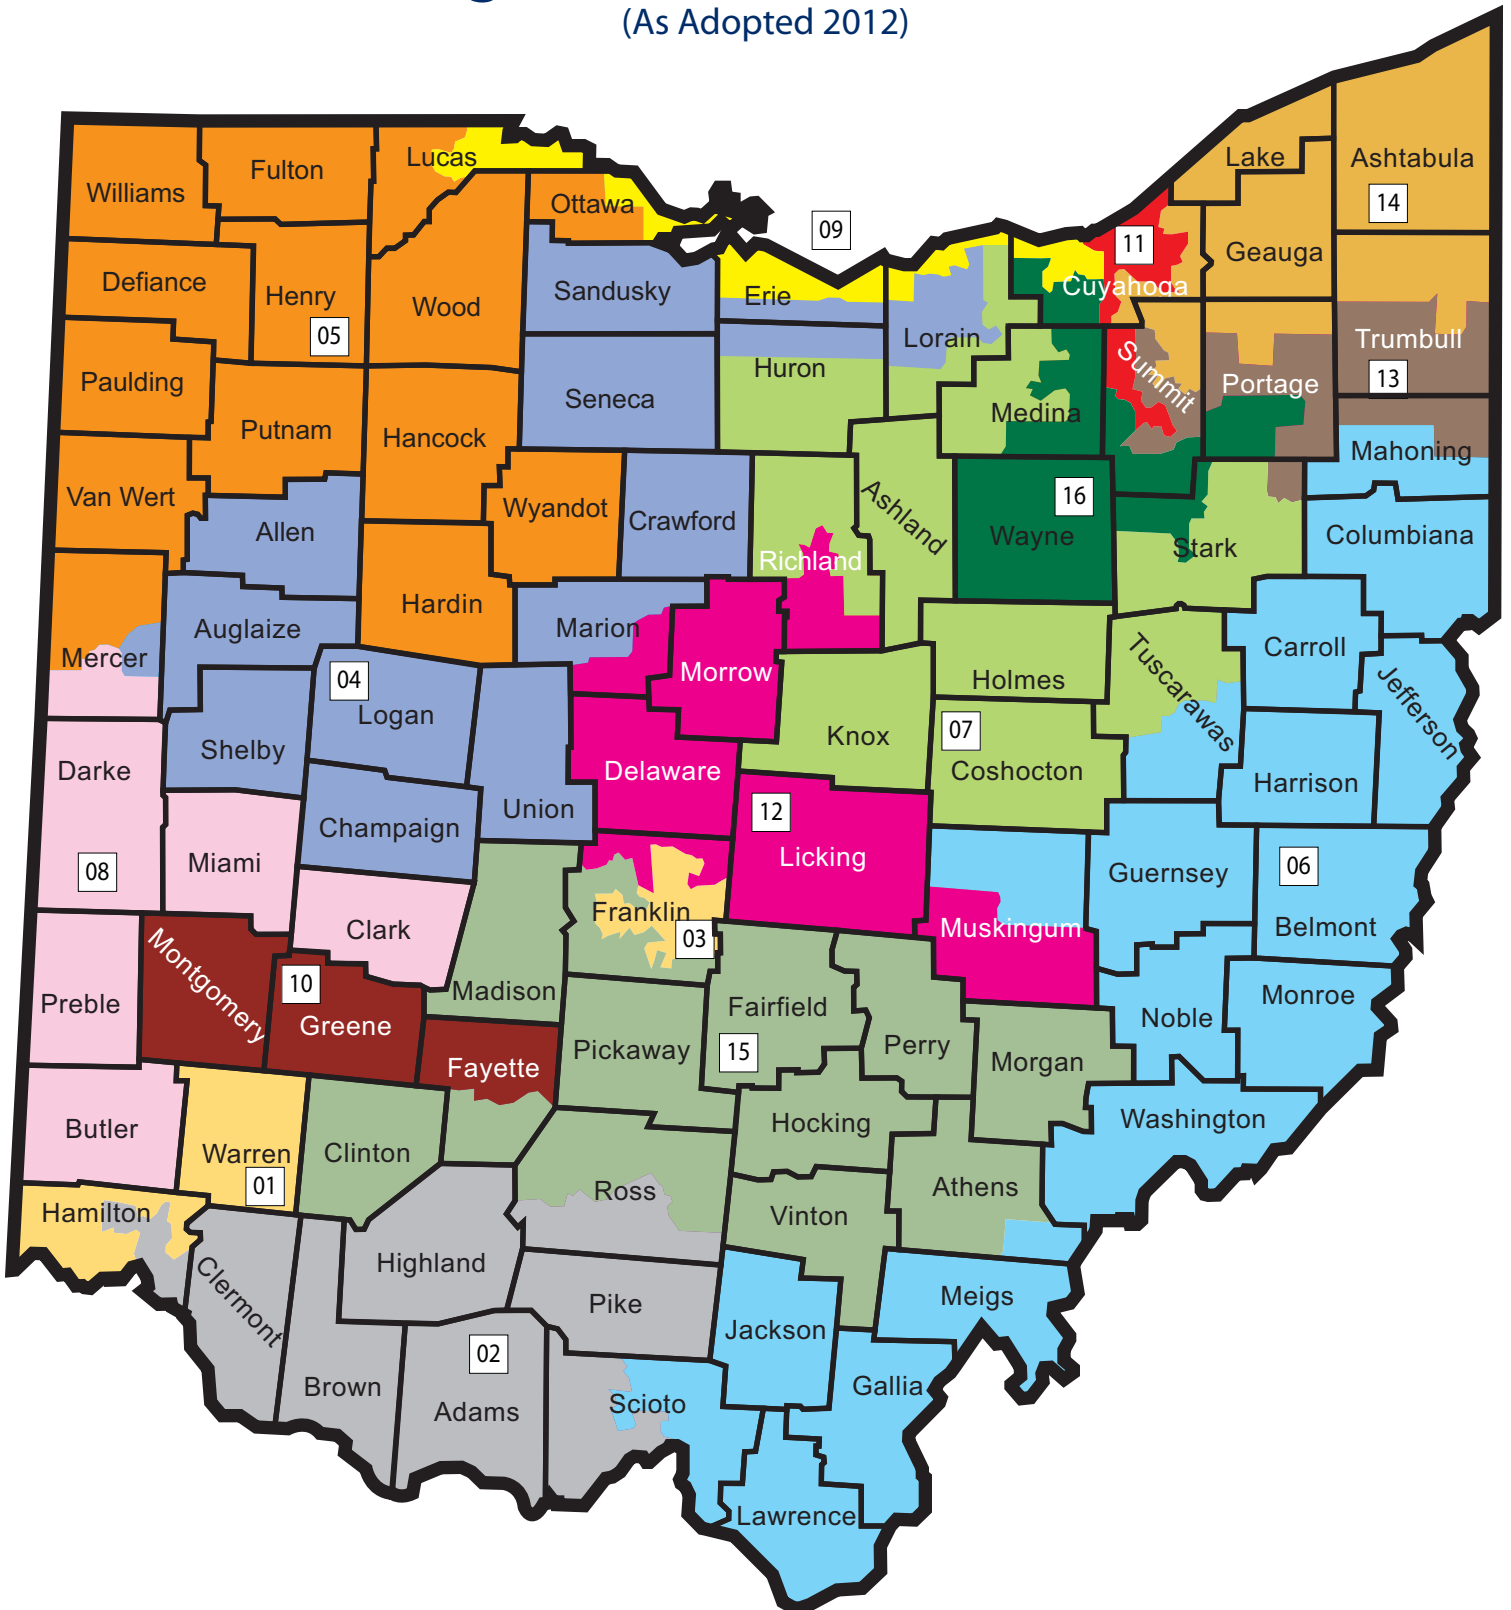 (As Adopted 2012)
Lake
Ashtabula
14
Williams
Fulton
Lucas
Ottawa
09
11
Geauga
Defiance
Henry
05
Wood
Sandusky
Erie
Cuyahoga
Lorain
Trumbull
13
Paulding
Putnam
Hancock
Seneca
Huron
Medina
Summit
Portage
Mahoning
Van Wert
Allen
Wyandot
Crawford
Richland
Ashland
16
Wayne
Stark
Columbiana
Mercer
Auglaize
Hardin
Marion
Morrow
Holmes
Tuscarawas
Carroll
Jefferson
04
Logan
Shelby
Union
Delaware
Knox
07
Coshocton
Harrison
Darke
08
Miami
Champaign
12
Licking
Guernsey
06
Belmont
Clark
Franklin
03
Muskingum
Preble
Montgomery
10
Greene
Madison
Fayette
Pickaway
Fairfield
15
Perry
Morgan
Noble
Monroe
Butler
Warren
01
Clinton
Hocking
Washington
Hamilton
Ross
Vinton
Athens
Clermont
Highland
Pike
Jackson
Meigs
02
Brown
Adams
Scioto
Gallia
Lawrence